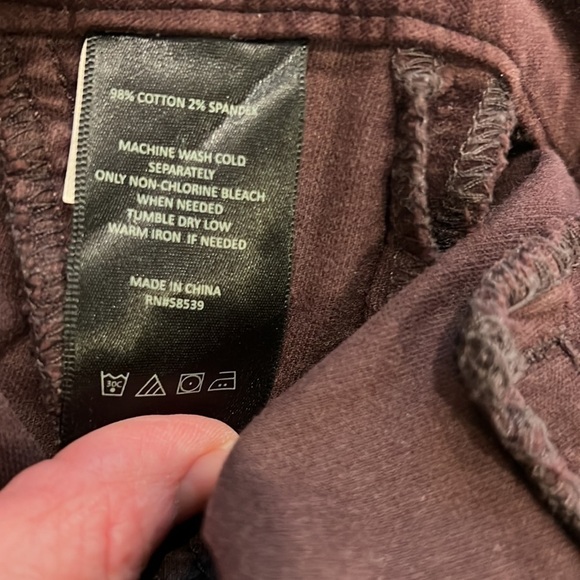 98% COTTON 2% SPANDEX
MACHINE WASH COLD
SEPARATELY
ONLY NON-CHLORINE BLEACH
WHEN NEEDED
TUMBLE DRY LOW
WARM IRON IF NEEDED
MADE IN CHINA
RN#58539
30C